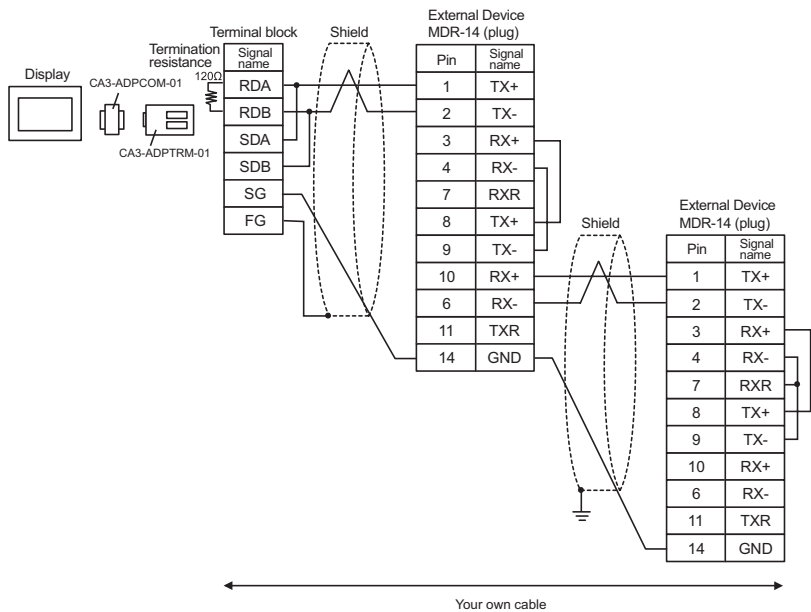 Display
CA3-ADPCOM-01
CA3-ADPTRM-01
Termination
resistance
120Ω
Terminal block
Signal
name
RDA
RDB
SDA
SDB
SG
FG
Shield
External Device
MDR-14 (plug)
Pin Signal
name
1 TX+
2 TX-
3 RX+
4 RX-
7 RXR
8 TX+
9 TX-
10 RX+
6 RX-
11 TXR
14 GND
Shield
External Device
MDR-14 (plug)
Pin Signal
name
1 TX+
2 TX-
3 RX+
4 RX-
7 RXR
8 TX+
9 TX-
10 RX+
6 RX-
11 TXR
14 GND
Your own cable